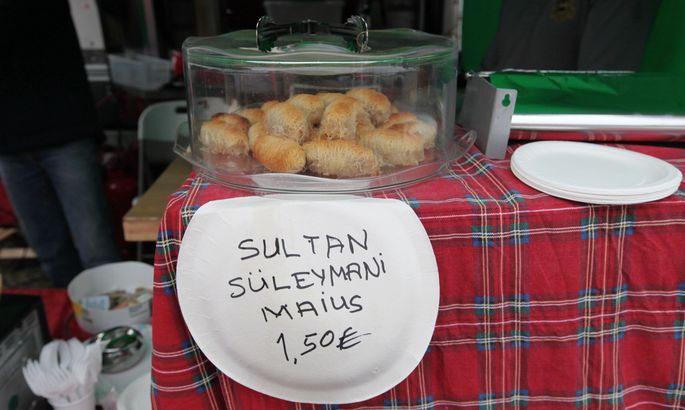 SULTAN
SÜLEYMANI
MAIUS
1,50€